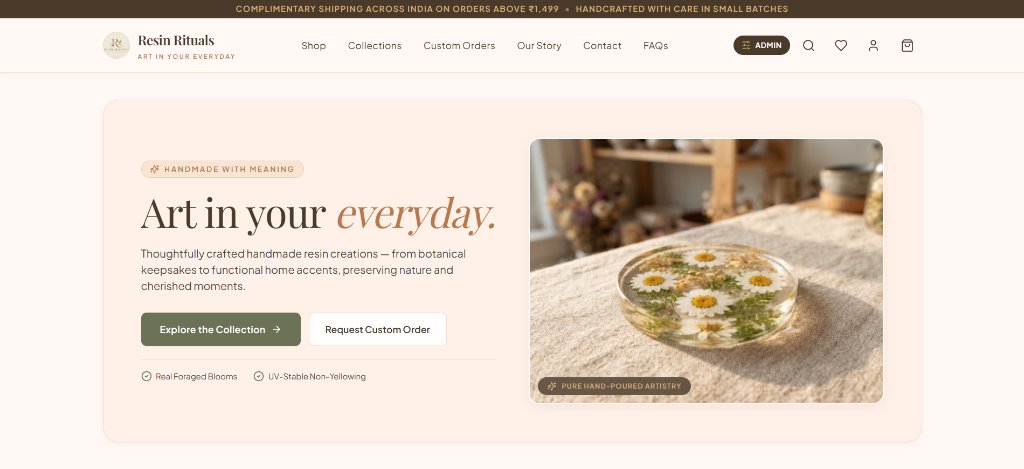 COMPLIMENTARY SHIPPING ACROSS INDIA ON ORDERS ABOVE ₹1,499 • HANDCRAFTED WITH CARE IN SMALL BATCHES
Resin Rituals
ART IN YOUR EVERYDAY
Shop Collections Custom Orders Our Story Contact FAQs
ADMIN
HANDMADE WITH MEANING
Art in your everyday.
Thoughtfully crafted handmade resin creations — from botanical
keepsakes to functional home accents, preserving nature and
cherished moments.
Explore the Collection →
Request Custom Order
Real Foraged Blooms UV-Stable Non-Yellowing
PURE HAND-POURED ARTISTRY